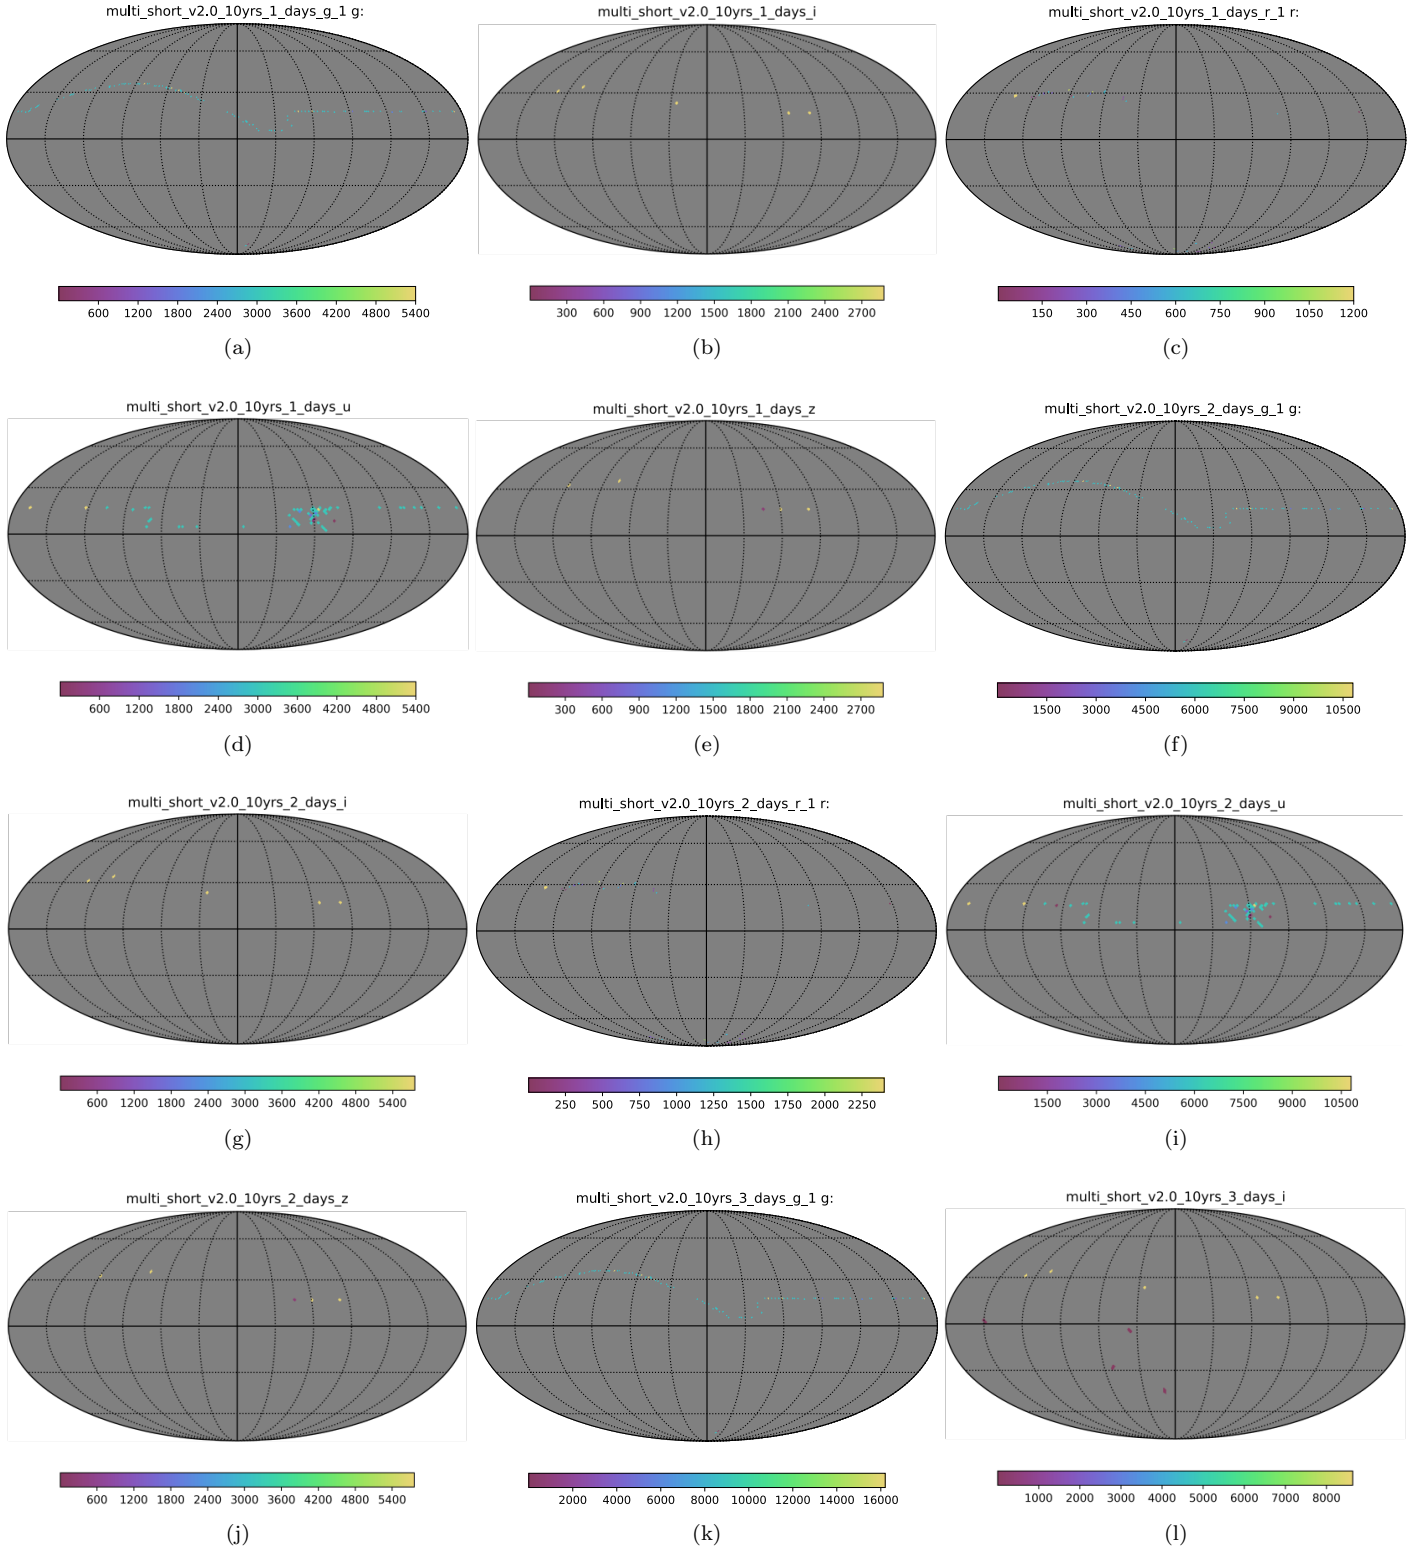 multi_short_v2.0_10yrs_1_days_g_1 g:
600 1200 1800 2400 3000 3600 4200 4800 5400
(a)
multi_short_v2.0_10yrs_1_days_i
300 600 900 1200 1500 1800 2100 2400 2700
(b)
multi_short_v2.0_10yrs_1_days_r_1 r:
150 300 450 600 750 900 1050 1200
(c)
multi_short_v2.0_10yrs_1_days_u
600 1200 1800 2400 3000 3600 4200 4800 5400
(d)
multi_short_v2.0_10yrs_1_days_z
300 600 900 1200 1500 1800 2100 2400 2700
(e)
multi_short_v2.0_10yrs_2_days_g_1 g:
1500 3000 4500 6000 7500 9000 10500
(f)
multi_short_v2.0_10yrs_2_days_i
600 1200 1800 2400 3000 3600 4200 4800 5400
(g)
multi_short_v2.0_10yrs_2_days_r_1 r:
250 500 750 1000 1250 1500 1750 2000 2250
(h)
multi_short_v2.0_10yrs_2_days_u
1500 3000 4500 6000 7500 9000 10500
(i)
multi_short_v2.0_10yrs_2_days_z
600 1200 1800 2400 3000 3600 4200 4800 5400
(j)
multi_short_v2.0_10yrs_3_days_g_1 g:
2000 4000 6000 8000 10000 12000 14000 16000
(k)
multi_short_v2.0_10yrs_3_days_i
1000 2000 3000 4000 5000 6000 7000 8000
(l)